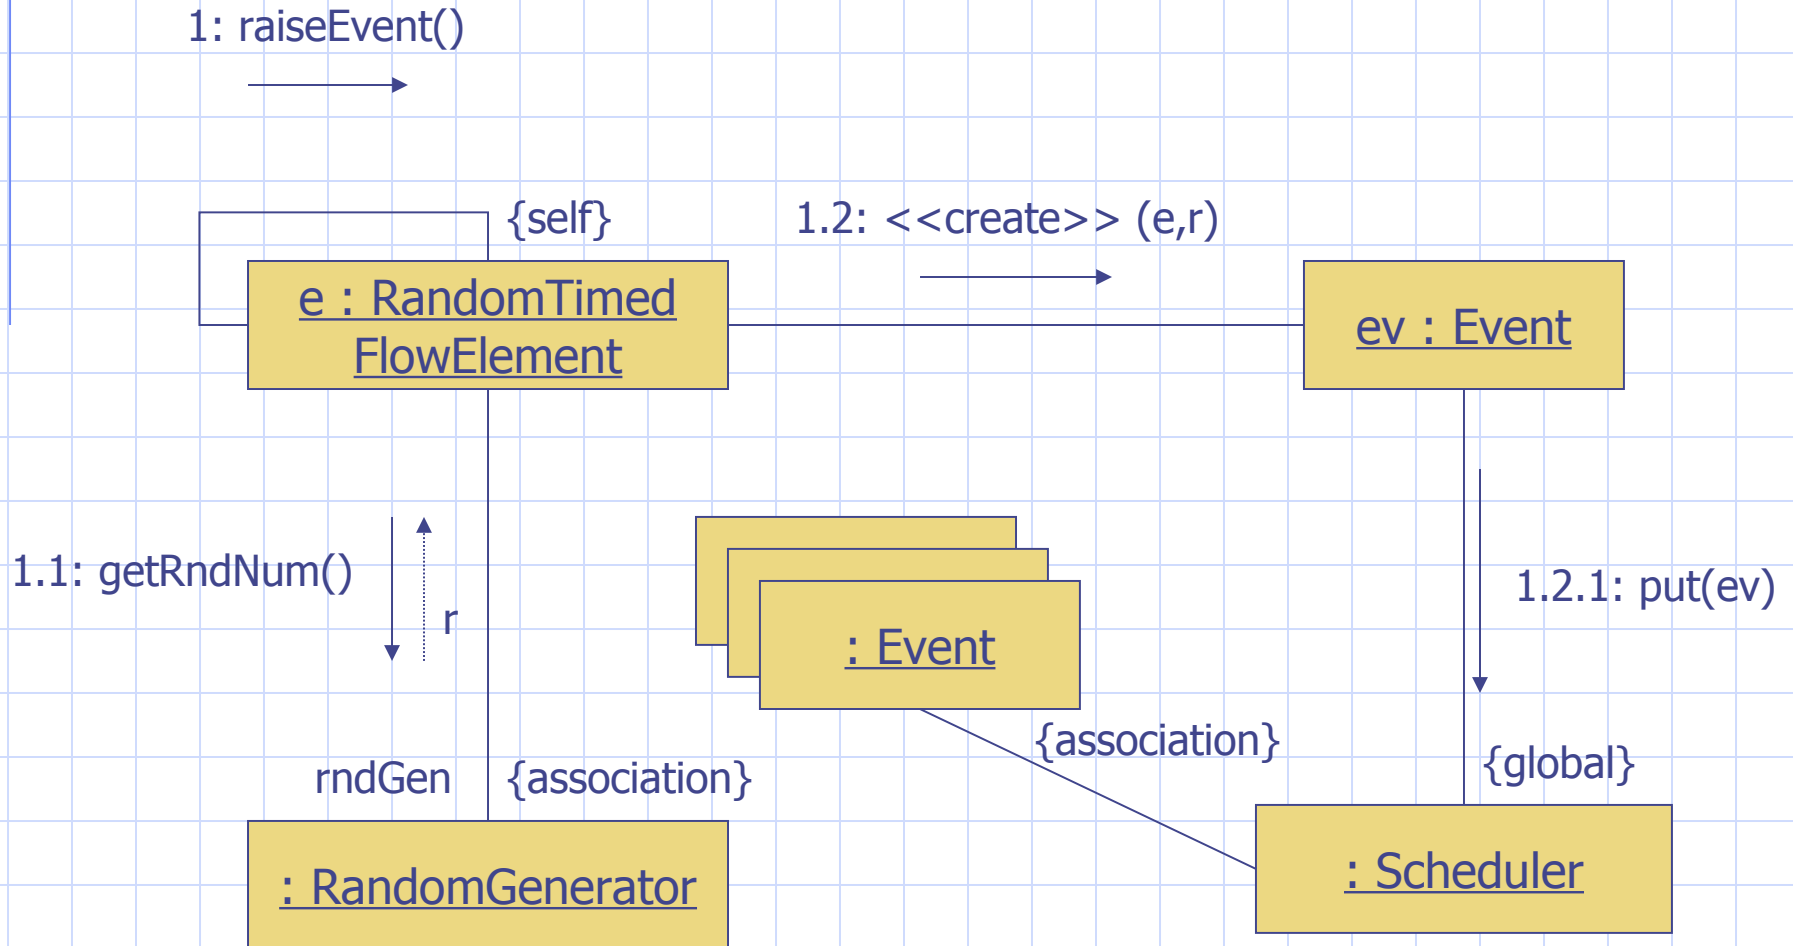 1: raiseEvent()
{self}
1.2: <<create>> (e,r)
e : RandomTimed
FlowElement
ev : Event
1.1: getRndNum()
r
: Event
1.2.1: put(ev)
{association}
{global}
rndGen
{association}
: Scheduler
: RandomGenerator